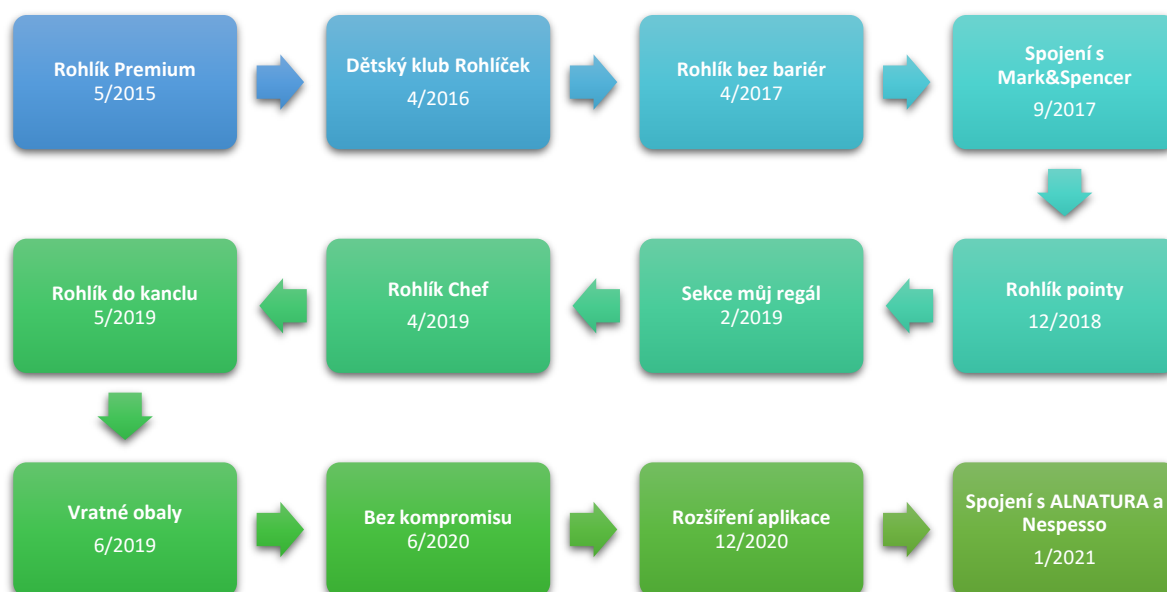 Rohlík Premium
5/2015
Dětský klub Rohlíček
4/2016
Rohlík bez bariér
4/2017
Spojení s
Mark&Spencer
9/2017
Rohlík pointy
12/2018
Sekce můj regál
2/2019
Rohlík Chef
4/2019
Rohlík do kanclu
5/2019
Vratné obaly
6/2019
Bez kompromisu
6/2020
Rozšíření aplikace
12/2020
Spojení s ALNATURA a
Nespesso
1/2021